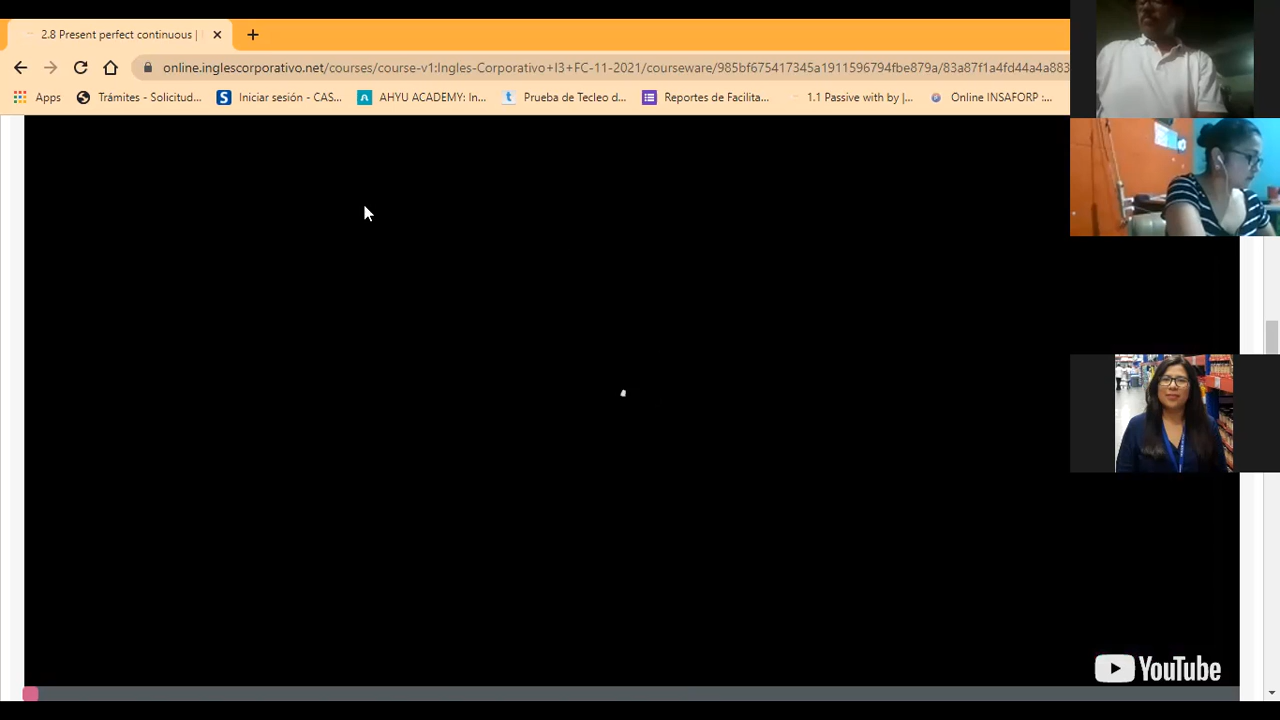 2.8 Present perfect continuous |
online.inglescorporativo.net/courses/course-v1:Ingles-Corporativo+I3+FC-11-2021/courseware/985bf675417345a1911596794fbe879a/83a87f1a4fd44a4a883
Apps Trámites - Solicitud... Iniciar sesión - CAS... AHYU ACADEMY: In... Prueba de Tecleo d... Reportes de Facilita... 1.1 Passive with by |... Online INSAFORP :...
YouTube